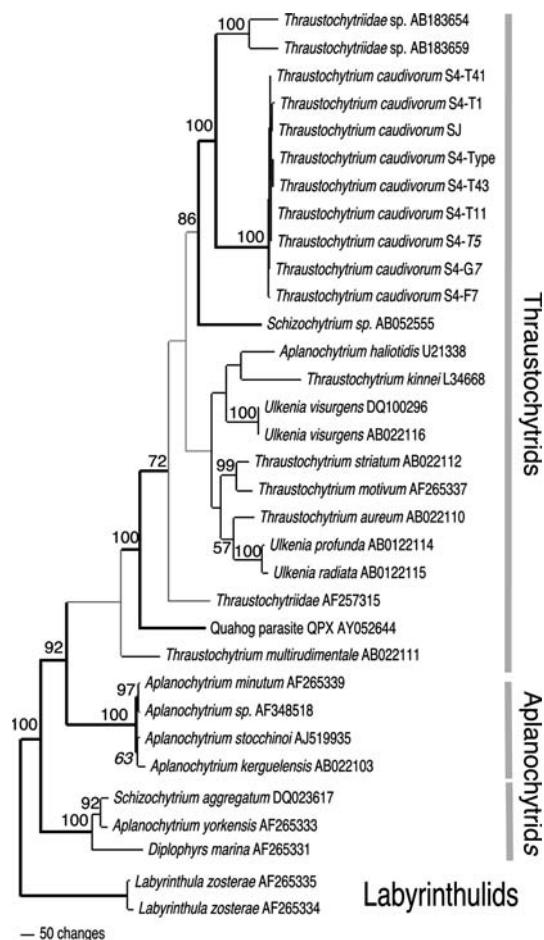 Thraustochytriidae sp. AB183654
100
Thraustochytriidae sp. AB183659
Thraustochytrium caudivorum S4-T41
Thraustochytrium caudivorum S4-T1
100
Thraustochytrium caudivorum SJ
Thraustochytrium caudivorum S4-Type
Thraustochytrium caudivorum S4-T43
Thraustochytrium caudivorum S4-T11
86
100
Thraustochytrium caudivorum S4-T5
Thraustochytrium caudivorum S4-G7
Thraustochytrium caudivorum S4-F7
Schizochytrium sp. AB052555
Aplanochytrium haliotidis U21338
Thraustochytrium kinnei L34668
100
Ulkenia visurgens DQ100296
Ulkenia visurgens AB022116
72
99
Thraustochytrium striatum AB022112
Thraustochytrium motivum AF265337
Thraustochytrium aureum AB022110
57
100
Ulkenia profunda AB0122114
Ulkenia radiata AB0122115
100
Thraustochytriidae AF257315
Quahog parasite QPX AY052644
Thraustochytrium multirudimentale AB022111
Thraustochytrids
92
97
Aplanochytrium minutum AF265339
100
Aplanochytrium sp. AF348518
Aplanochytrium stocchinoi AJ519935
63
Aplanochytrium kerguelensis AB022103
100
92
Schizochytrium aggregatum DQ023617
100
Aplanochytrium yorkensis AF265333
Diplophyrs marina AF265331
Aplanochytrids
Labyrinthula zosterae AF265335
Labyrinthula zosterae AF265334
Labyrinthulids
50 changes